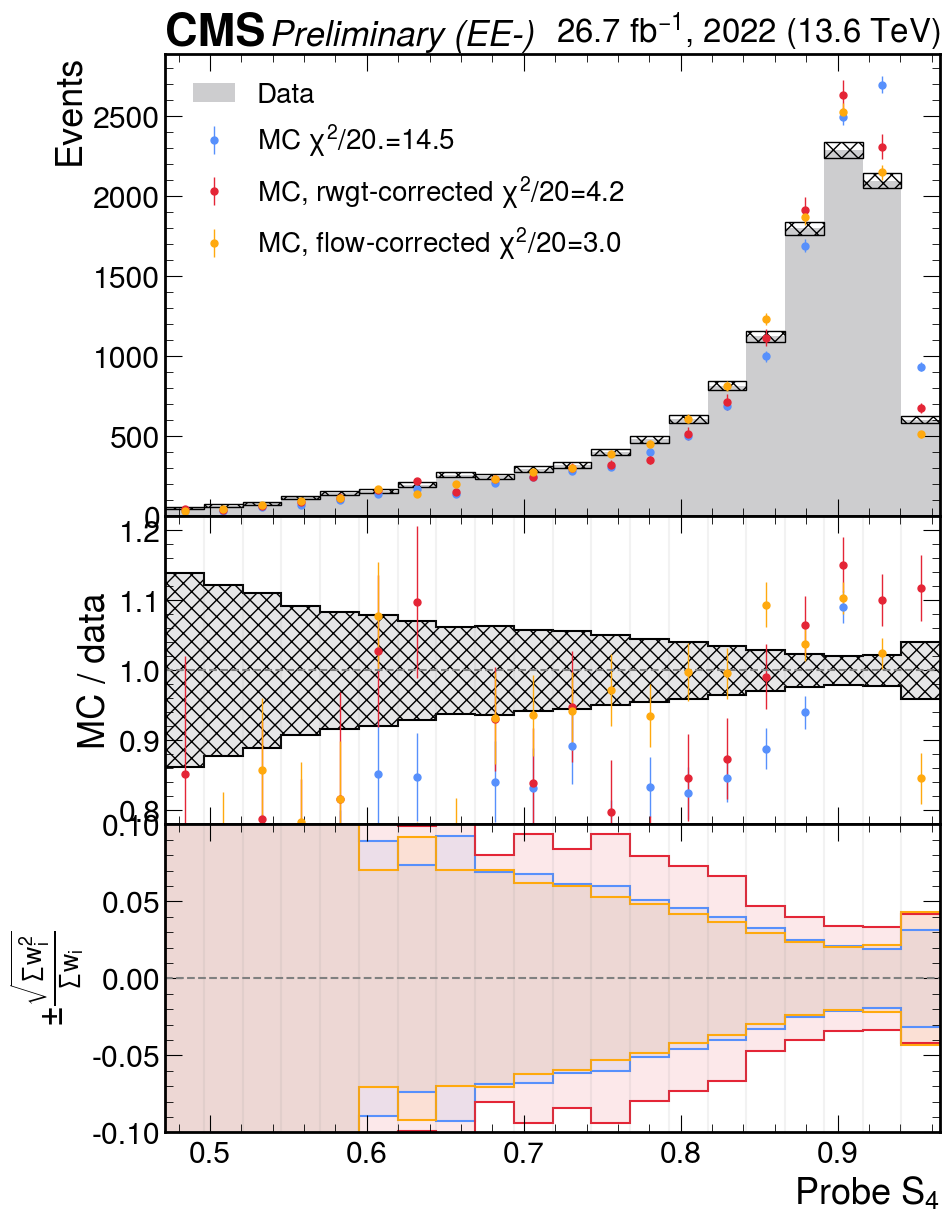 CMS Preliminary (EE-) 26.7 fb⁻¹, 2022 (13.6 TeV)
Events
2500
2000
1500
1000
500
0
Data
MC χ²/20.=14.5
MC, rwgt-corrected χ²/20=4.2
MC, flow-corrected χ²/20=3.0
MC / data
1.2
1.1
1.0
0.9
0.8
±√Σw_i²/Σw_i
0.10
0.05
0.00
-0.05
-0.10
0.5 0.6 0.7 0.8 0.9
Probe S₄